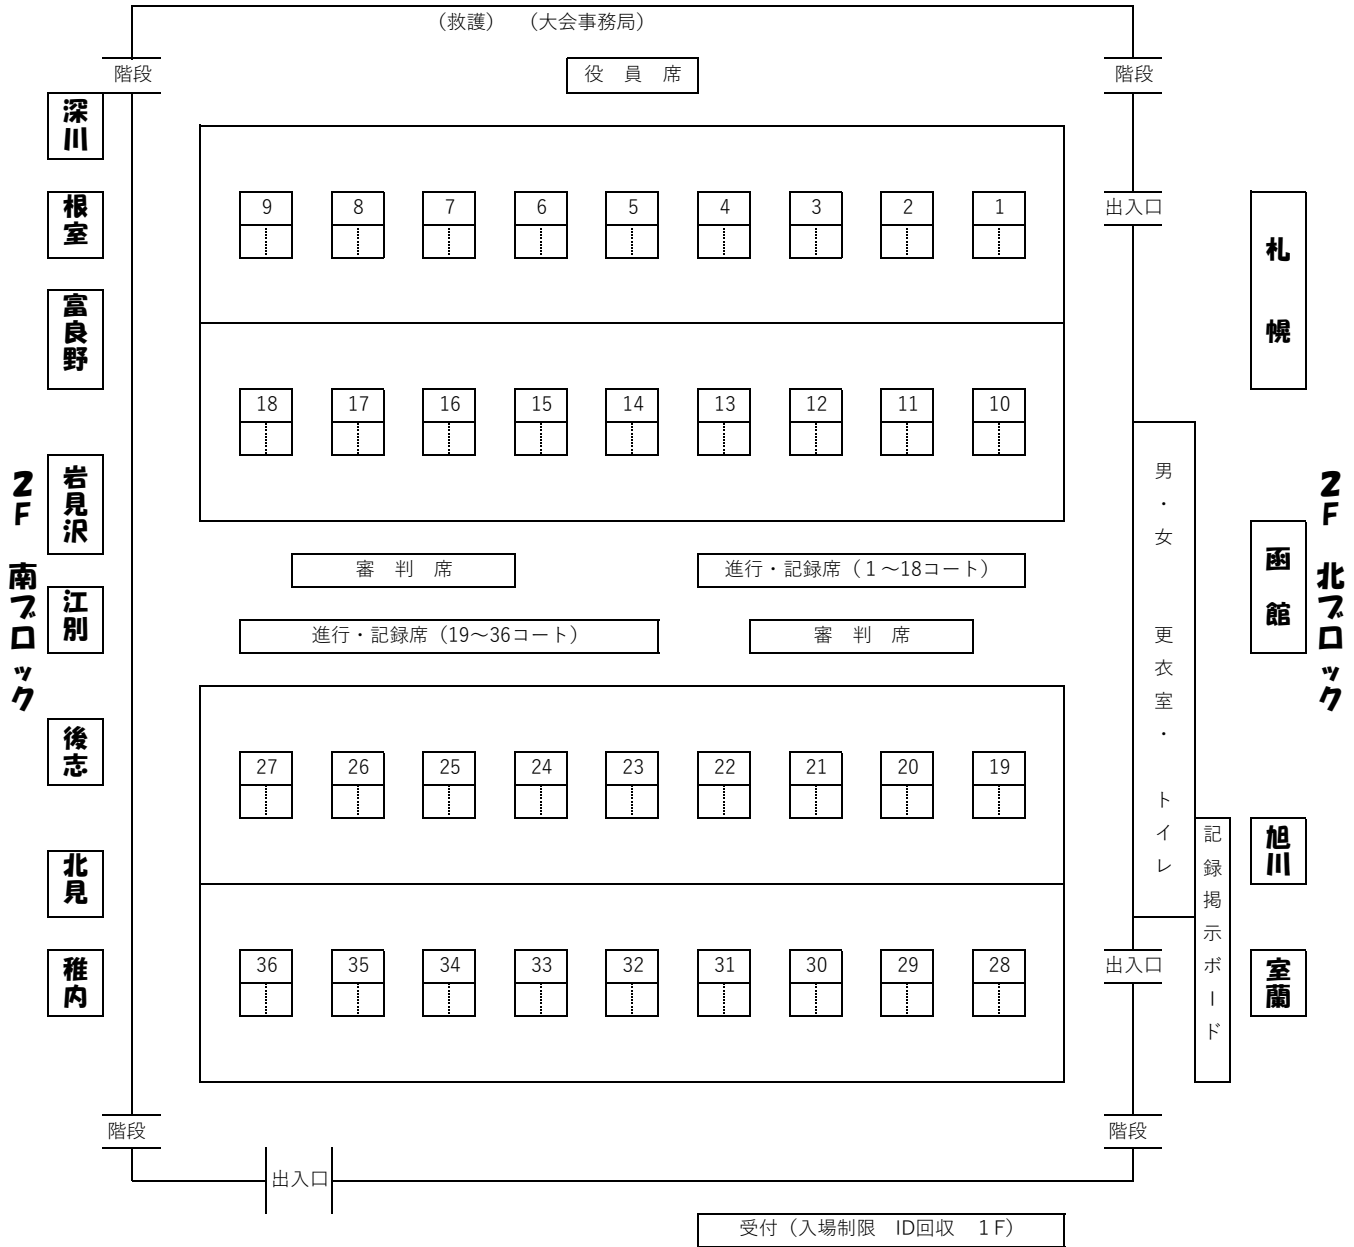 （救護）　（大会事務局）
階段
役　員　席
階段
深川
根室
9 8 7 6 5 4 3 2 1
出入口
札　幌
富良野
18 17 16 15 14 13 12 11 10
岩見沢
2F　南ブロック
男・女　更衣室・トイレ
2F　北ブロック
函　館
審　判　席
進行・記録席（１～18コート）
江別
進行・記録席（19～36コート）
審　判　席
後志
27 26 25 24 23 22 21 20 19
旭川
記録掲示ボード
北見
稚内
36 35 34 33 32 31 30 29 28
出入口
室蘭
階段
階段
出入口
受付（入場制限　ID回収　１F）